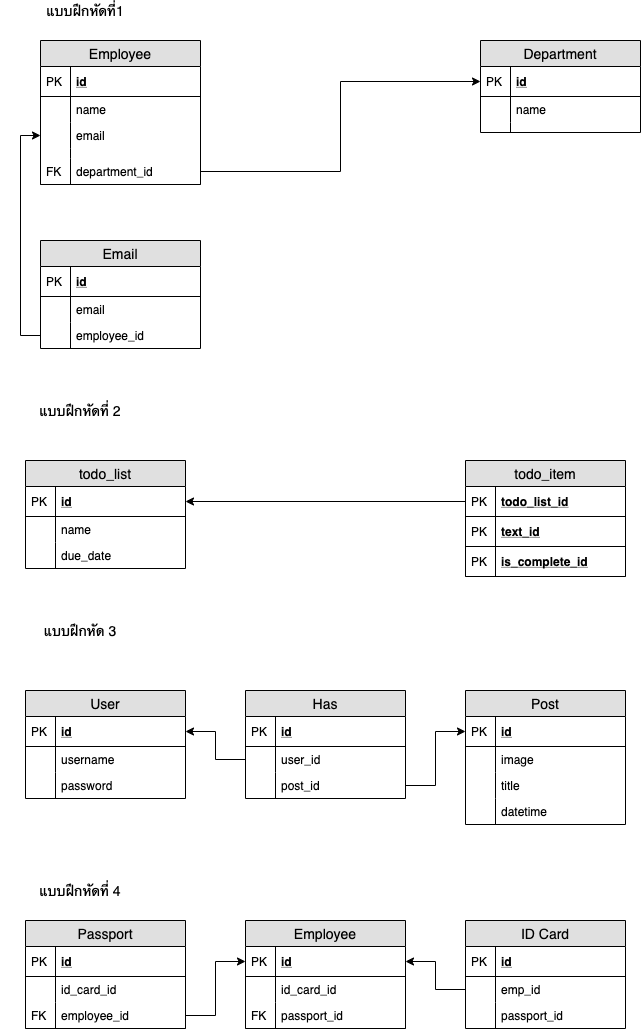 แบบฝึกหัดที่1
Employee
PK id
name
email
FK department_id
Department
PK id
name
Email
PK id
email
employee_id
แบบฝึกหัดที่ 2
todo_list
PK id
name
due_date
todo_item
PK todo_list_id
PK text_id
PK is_complete_id
แบบฝึกหัด 3
User
PK id
username
password
Has
PK id
user_id
post_id
Post
PK id
image
title
datetime
แบบฝึกหัดที่ 4
Passport
PK id
id_card_id
FK employee_id
Employee
PK id
id_card_id
FK passport_id
ID Card
PK id
emp_id
passport_id